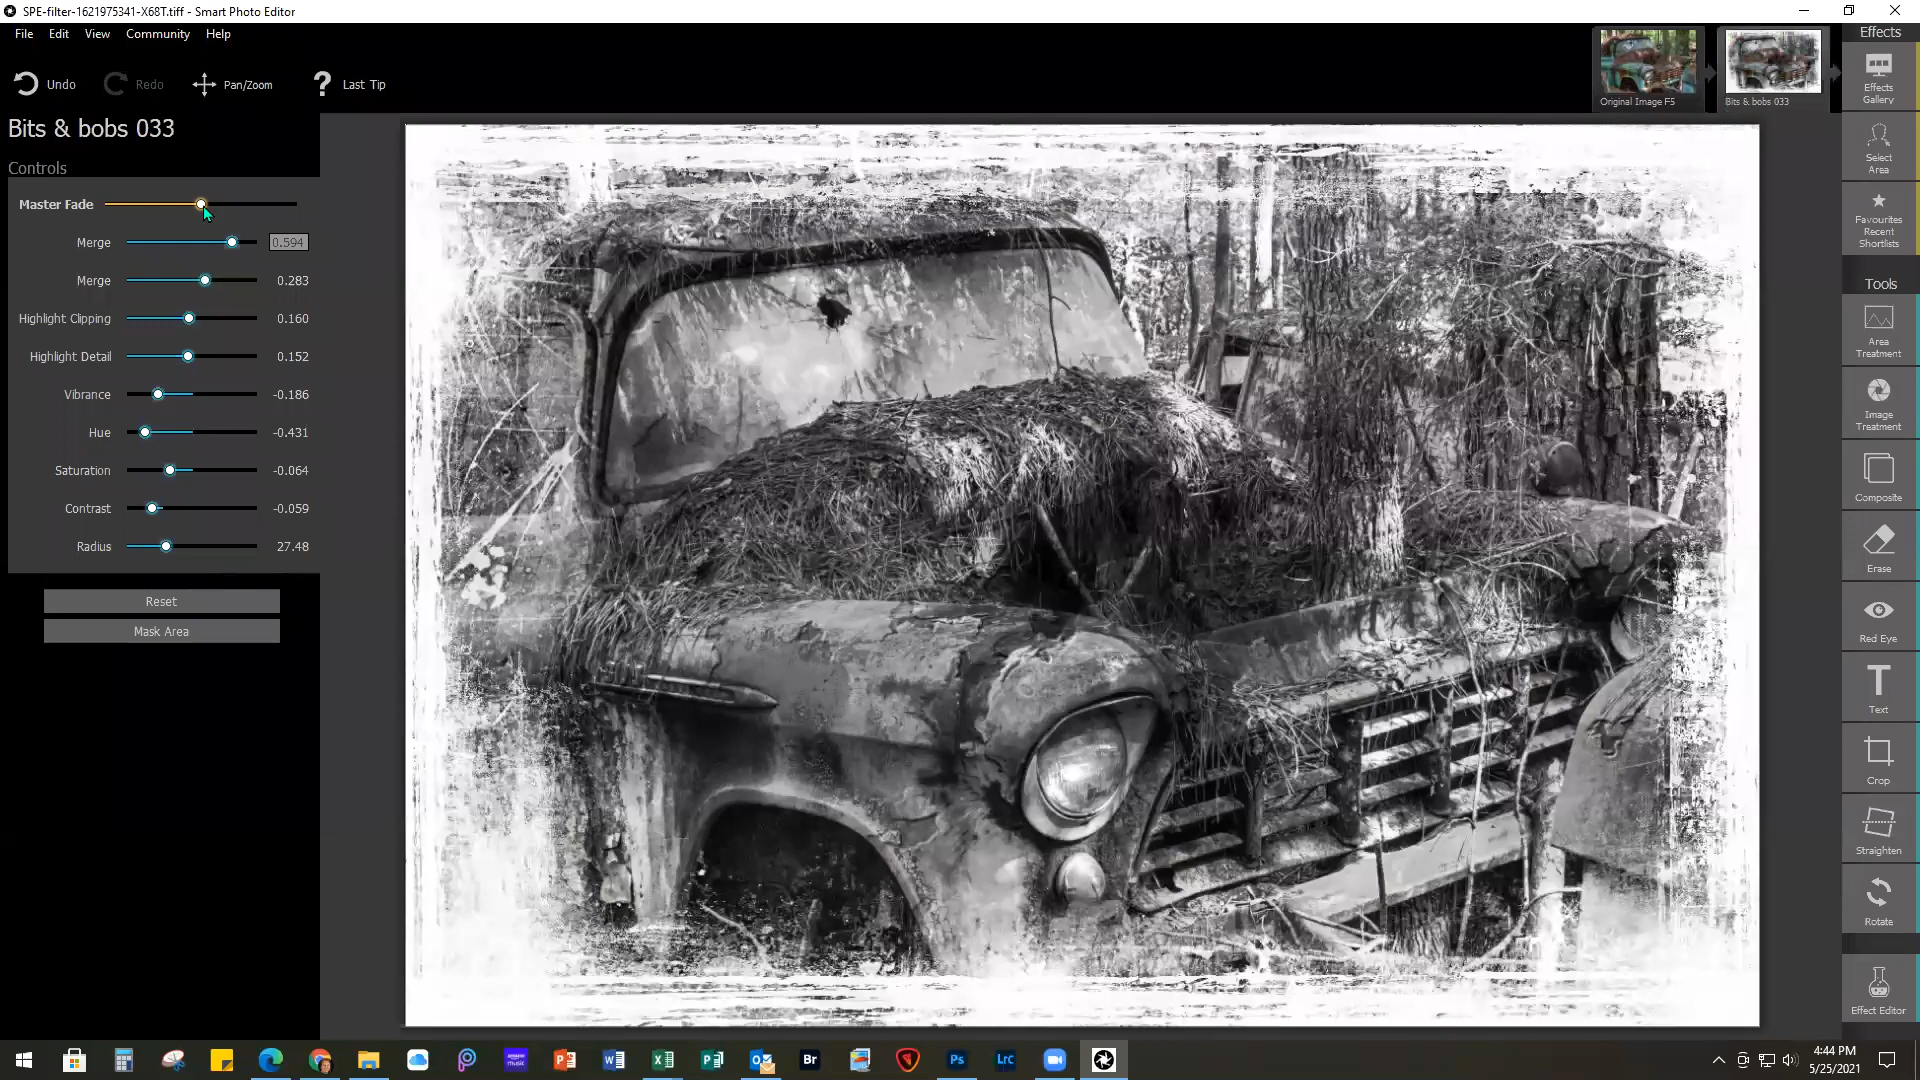 SPE-filter-1621975341-X68T.tiff - Smart Photo Editor
File Edit View Community Help
Undo Redo Pan/Zoom ? Last Tip
Original Image F5
Bits & bobs 033
Bits & bobs 033
Controls
Master Fade
Merge 0.594
Merge 0.283
Highlight Clipping 0.160
Highlight Detail 0.152
Vibrance -0.186
Hue -0.431
Saturation -0.064
Contrast -0.059
Radius 27.48
Reset
Mask Area
Effects
Effects
Gallery
Select
Area
Favourites
Recent
Shortlists
Tools
Area
Treatment
Image
Treatment
Composite
Erase
Red Eye
T
Text
Crop
Straighten
Rotate
Effect Editor
amazon
music
Br
Ps
Lrc
4:44 PM
5/25/2021